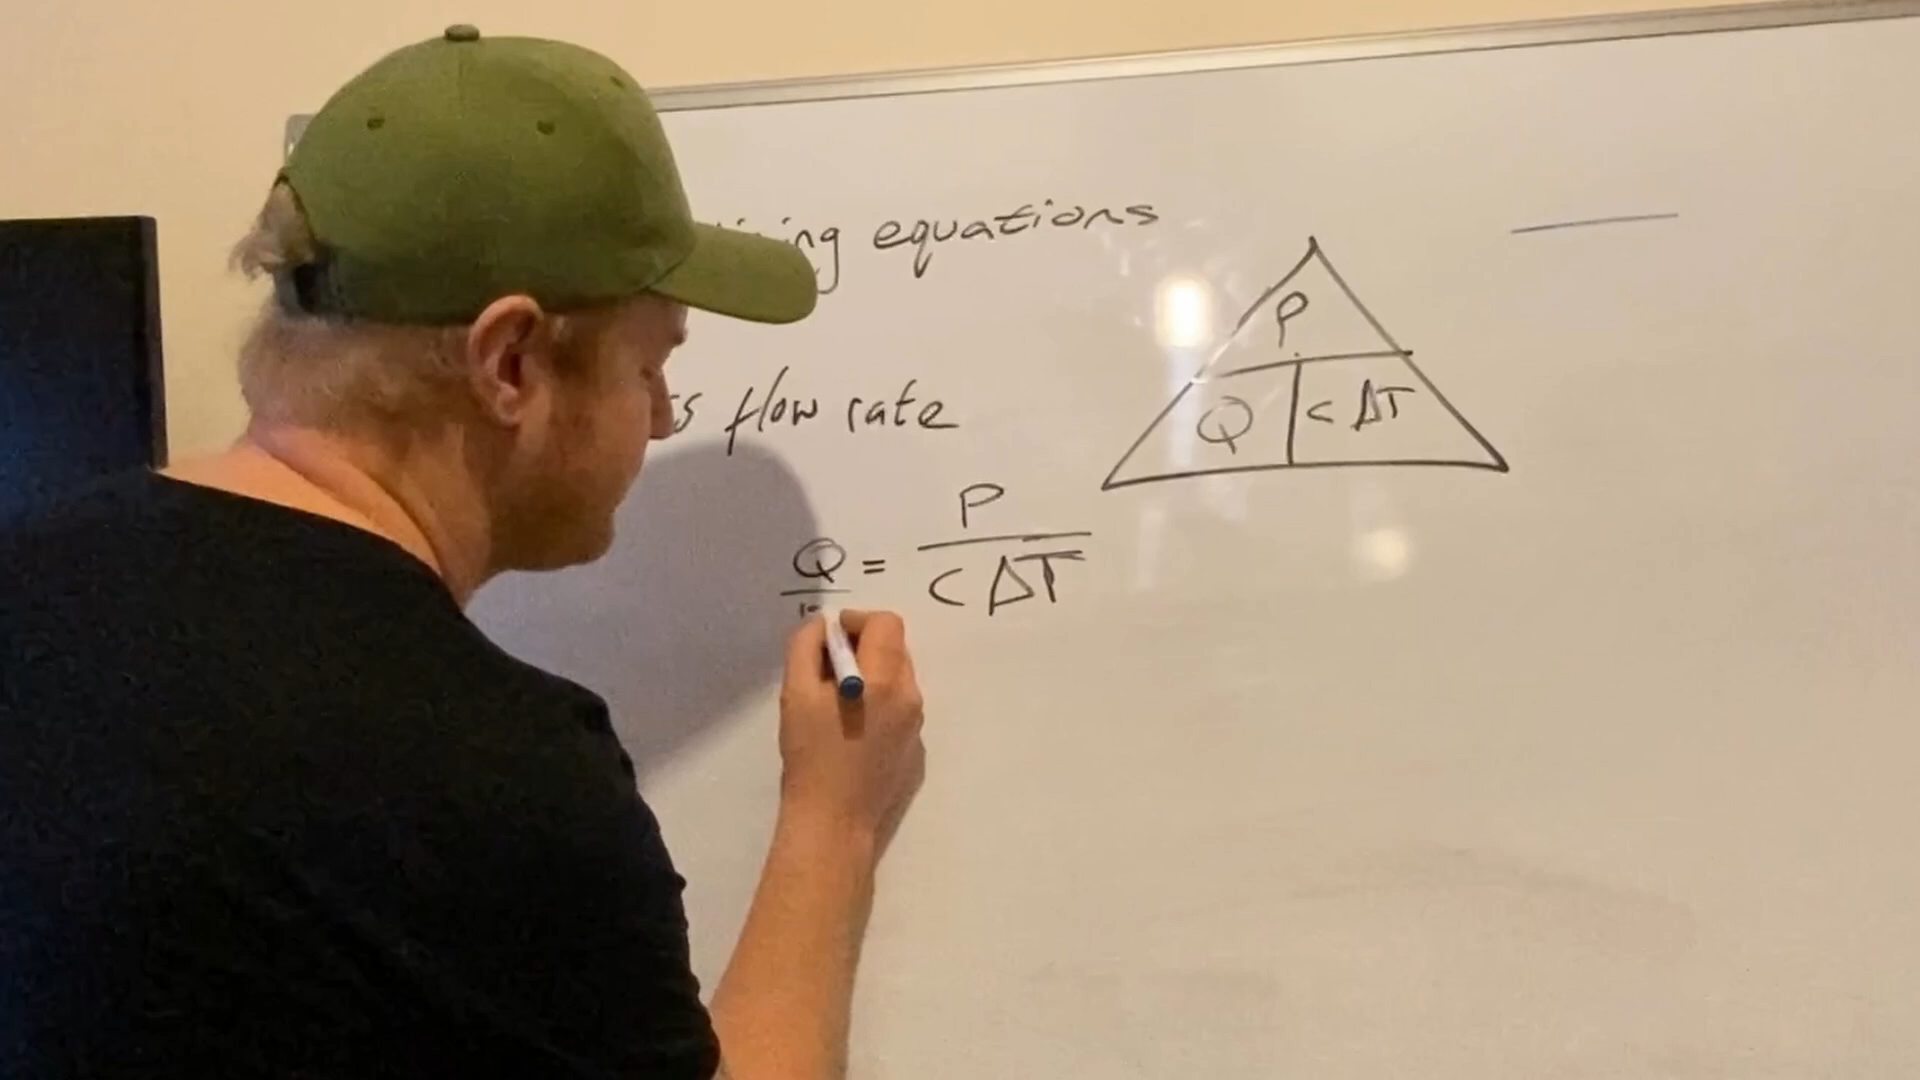 equations
P
Q C ΔT
flow rate
P
Q =
C ΔT